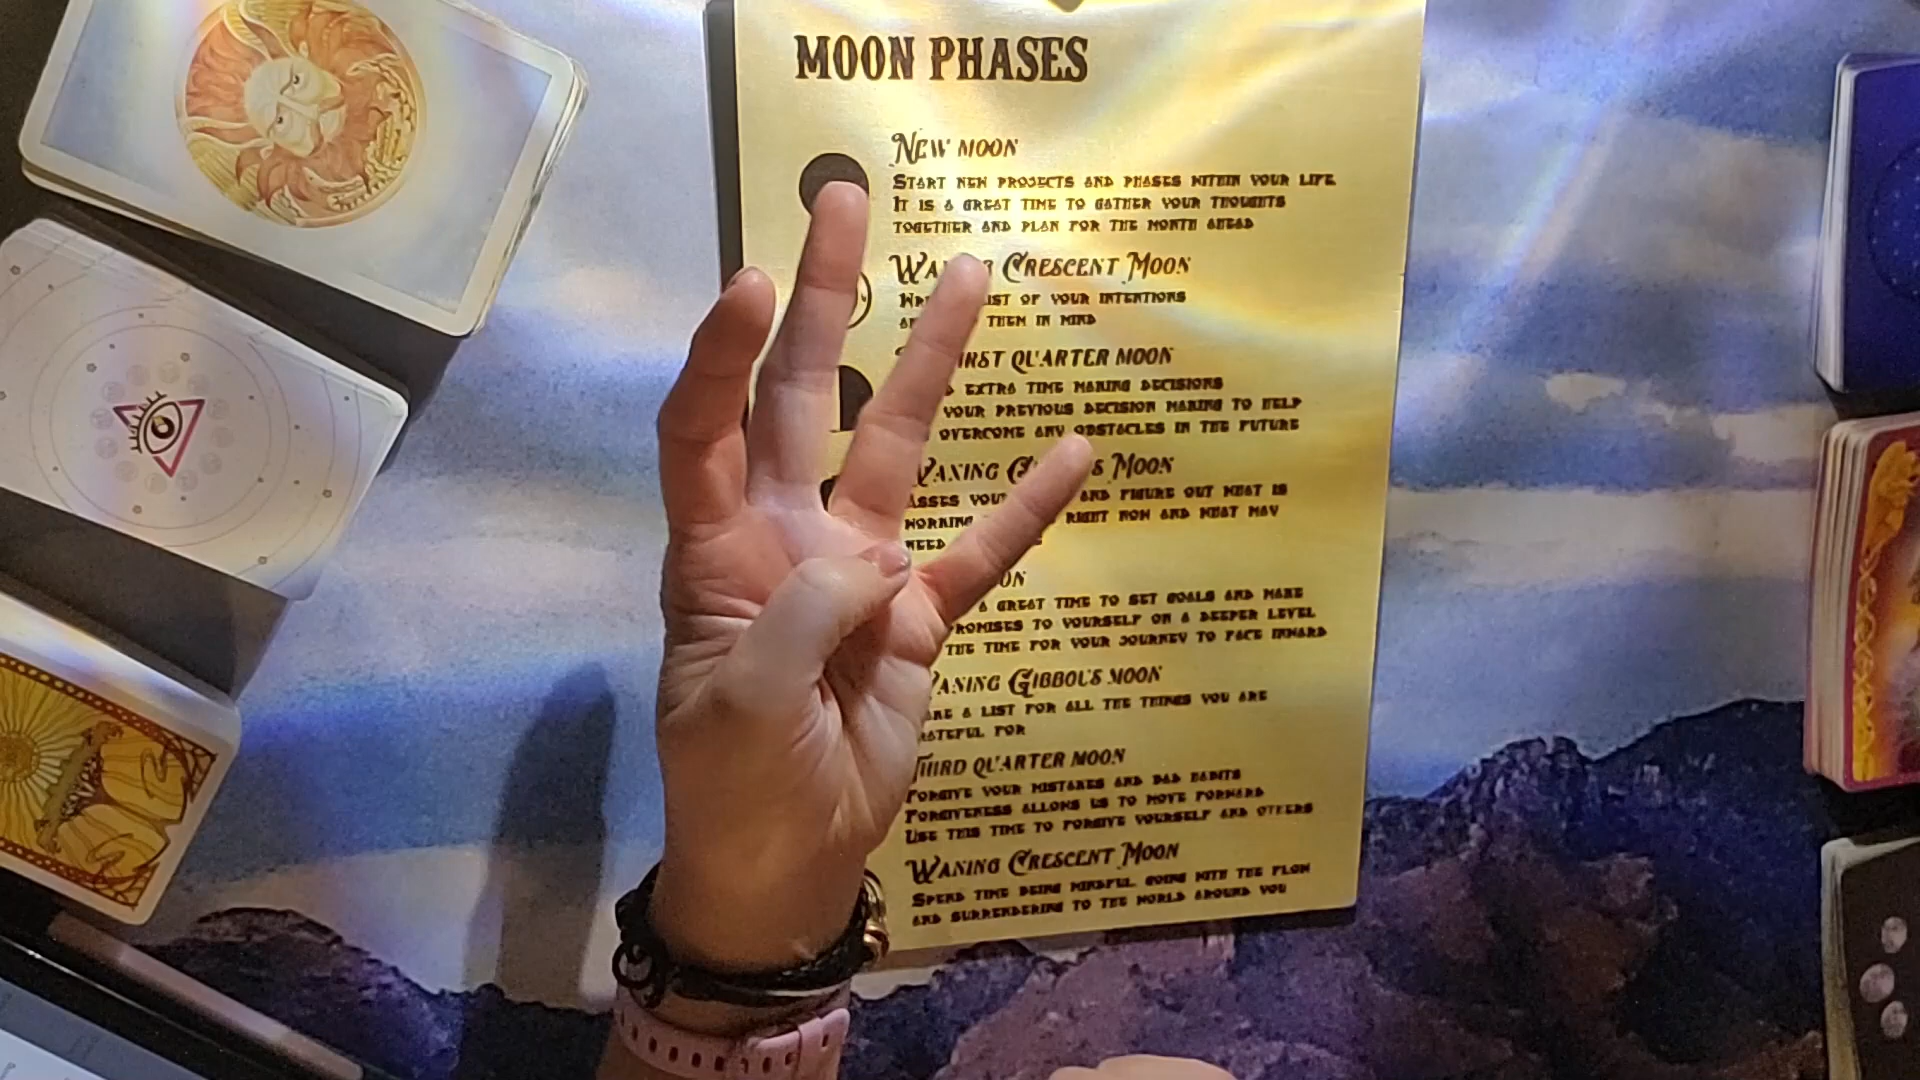 MOON PHASES
NEW MOON
START NEW PROJECTS AND PHASES WITHIN YOUR LIFE
IT IS A GREAT TIME TO GATHER YOUR THOUGHTS
TOGETHER AND PLAN FOR THE MONTH AHEAD
CRESCENT MOON
OF YOUR INTENTIONS
THEM IN MIND
QUARTER MOON
EXTRA TIME MAKING DECISIONS
YOUR PREVIOUS DECISION MAKING TO HELP
OVERCOME ANY OBSTACLES IN THE FUTURE
WAXING MOON
AND FIGURE OUT WHAT IS
WORKING RIGHT NOW AND WHAT MAY
NEED
A GREAT TIME TO SET GOALS AND MAKE
PROMISES TO YOURSELF ON A DEEPER LEVEL
THE TIME FOR YOUR JOURNEY TO FACE INWARD
WANING GIBBOUS MOON
A LIST FOR ALL THE THINGS YOU ARE
GRATEFUL FOR
THIRD QUARTER MOON
FORGIVE YOUR MISTAKES AND BAD HABITS
FORGIVENESS ALLOWS US TO MOVE FORWARD
USE THIS TIME TO FORGIVE YOURSELF AND OTHERS
WANING CRESCENT MOON
SPEND TIME BEING MINDFUL, GOING WITH THE FLOW
AND SURRENDERING TO THE WORLD AROUND YOU